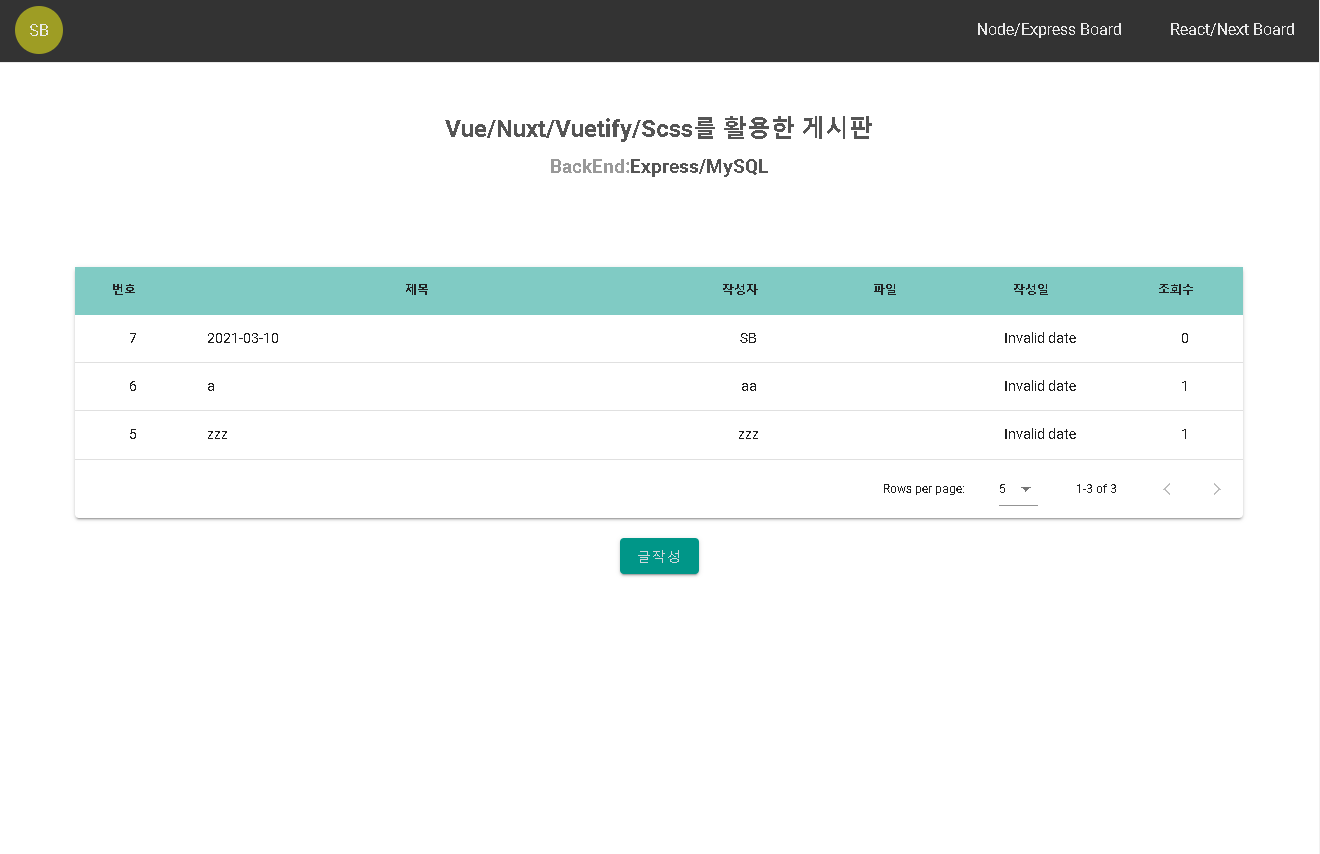 SB Node/Express Board React/Next Board
Vue/Nuxt/Vuetify/Scss를 활용한 게시판
BackEnd:Express/MySQL
번호 제목 작성자 파일 작성일 조회수
7 2021-03-10 SB Invalid date 0
6 a aa Invalid date 1
5 zzz zzz Invalid date 1
Rows per page: 5 1-3 of 3
글작성